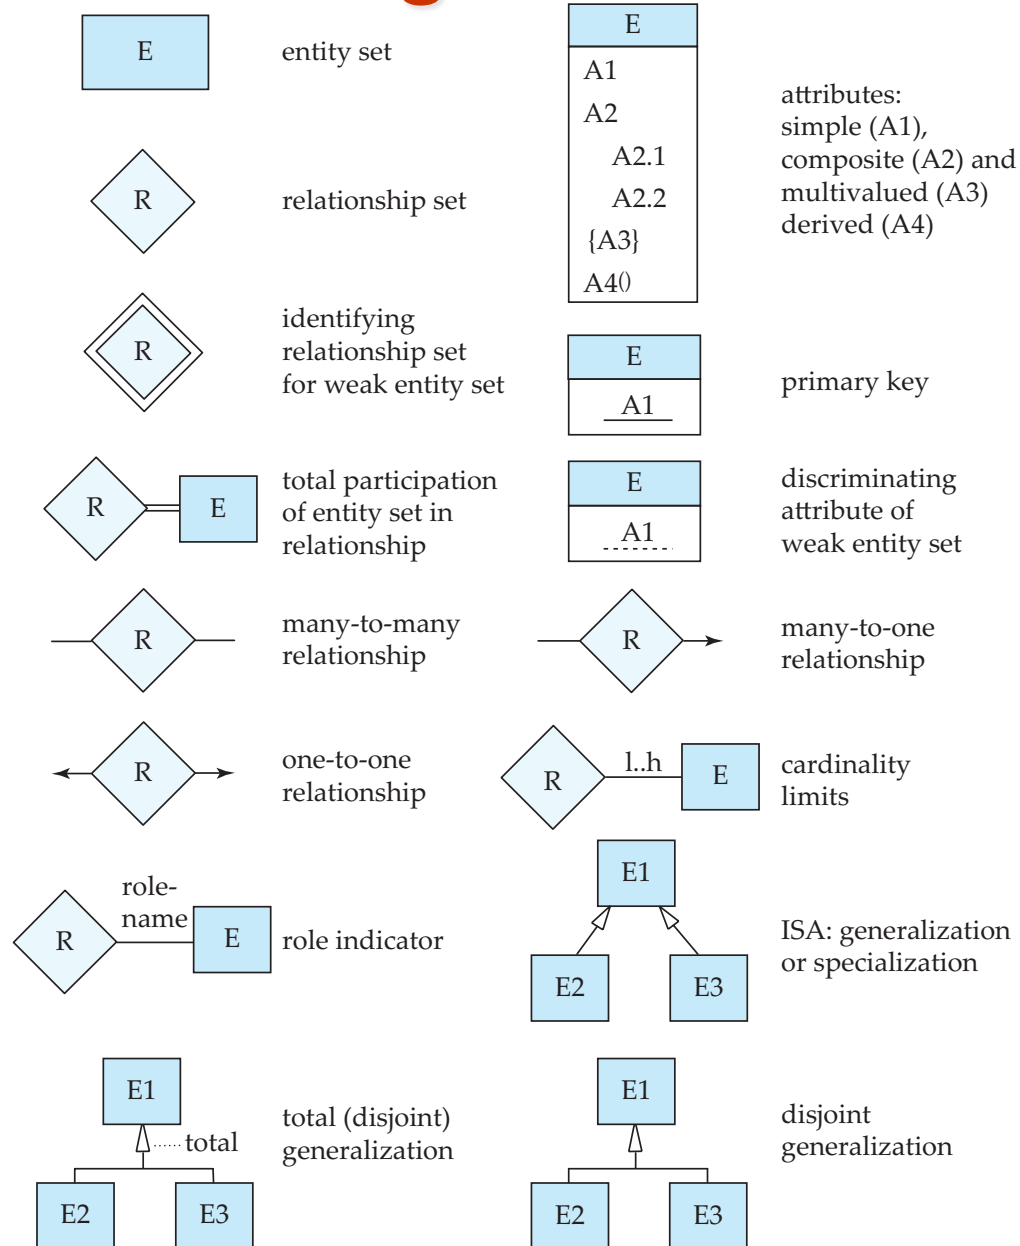 E
entity set
E
A1
A2
A2.1
A2.2
{A3}
A4()
attributes:
simple (A1),
composite (A2) and
multivalued (A3)
derived (A4)
R
relationship set
R
identifying
relationship set
for weak entity set
E
A1
primary key
R
E
total participation
of entity set in
relationship
E
A1
discriminating
attribute of
weak entity set
R
many-to-many
relationship
R
many-to-one
relationship
R
one-to-one
relationship
R
l..h
E
cardinality
limits
R
role-
name
E
role indicator
E1
E2
E3
ISA: generalization
or specialization
E1
total
E2
E3
total (disjoint)
generalization
E1
E2
E3
disjoint
generalization